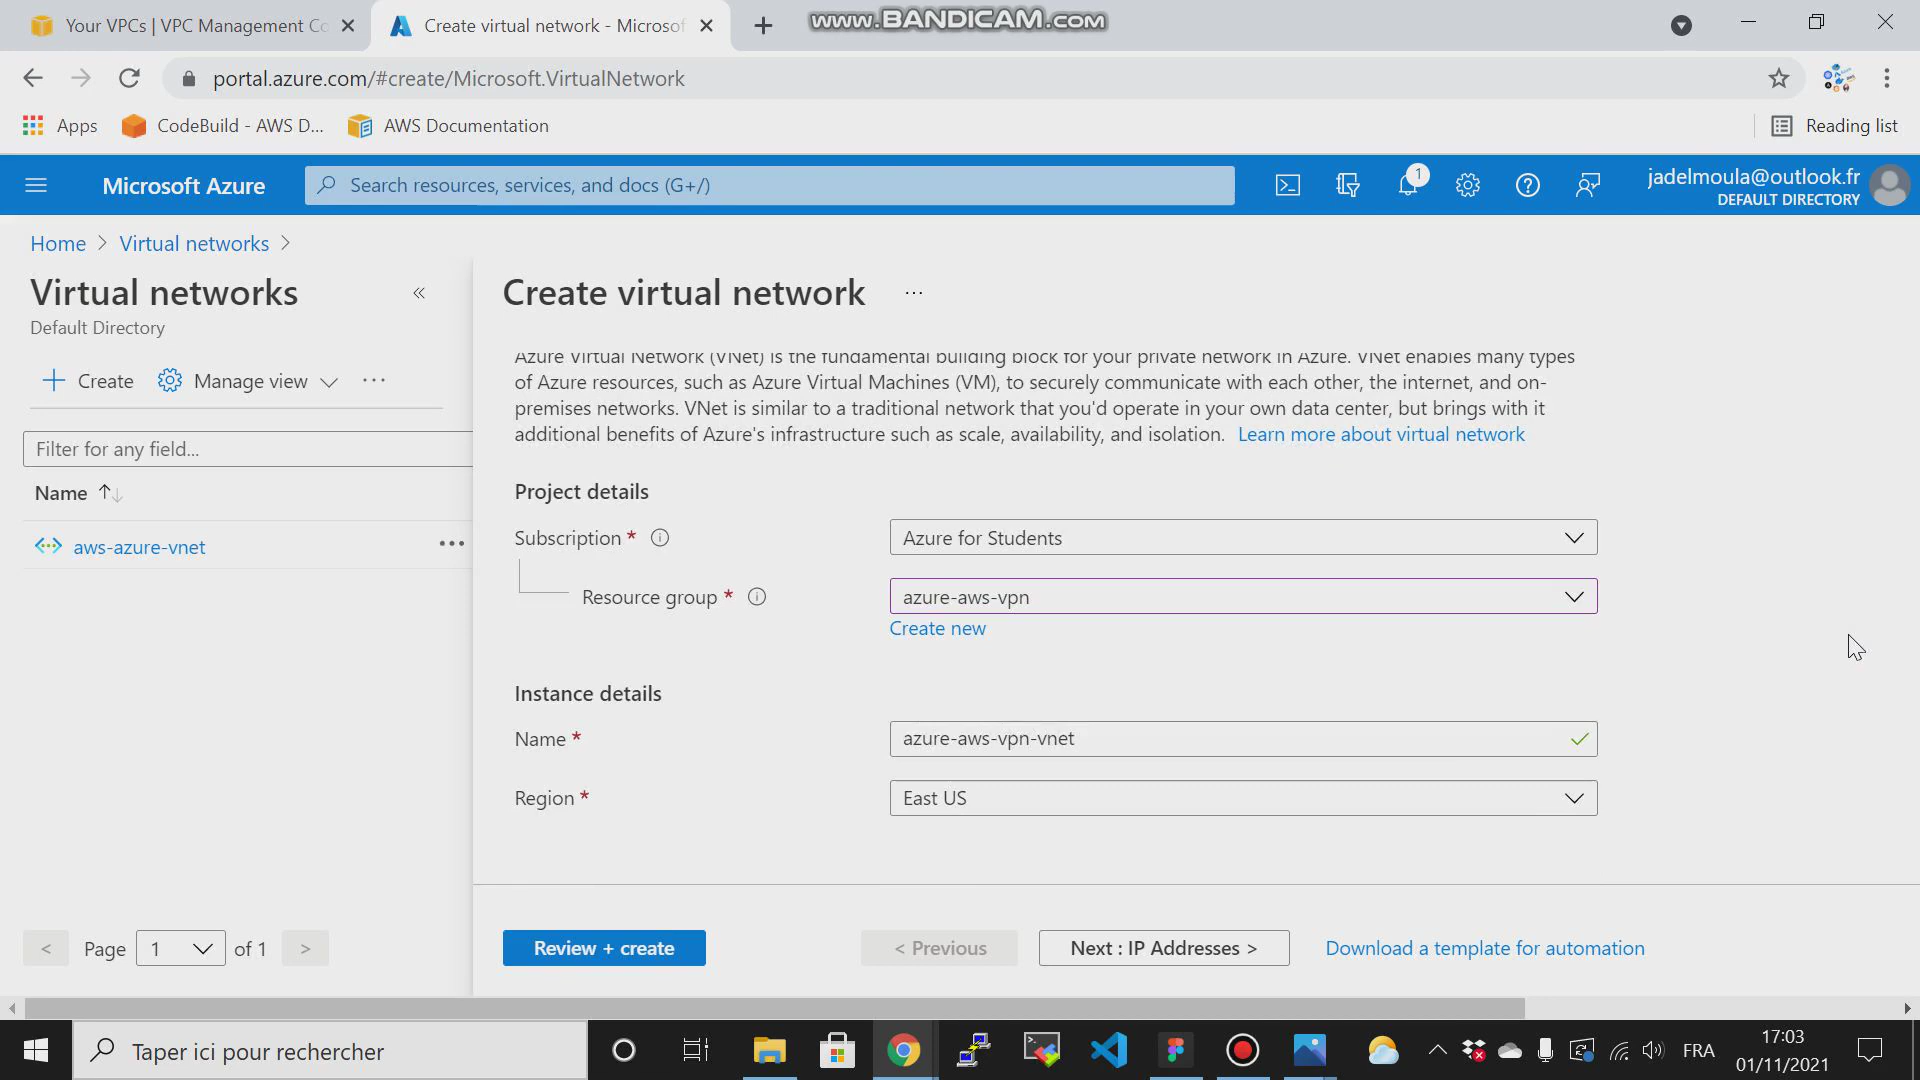 Your VPCs | VPC Management Co
Create virtual network - Microsof
www.BANDICAM.com
portal.azure.com/#create/Microsoft.VirtualNetwork
Apps
CodeBuild - AWS D...
AWS Documentation
Reading list
Microsoft Azure
Search resources, services, and docs (G+/)
1
jadelmoula@outlook.fr
DEFAULT DIRECTORY
Home > Virtual networks >
Virtual networks
Default Directory
Create
Manage view
Filter for any field...
Name
aws-azure-vnet
< Page 1 of 1 >
Create virtual network
Azure Virtual Network (VNet) is the fundamental building block for your private network in Azure. VNet enables many types
of Azure resources, such as Azure Virtual Machines (VM), to securely communicate with each other, the internet, and on-
premises networks. VNet is similar to a traditional network that you'd operate in your own data center, but brings with it
additional benefits of Azure's infrastructure such as scale, availability, and isolation. Learn more about virtual network
Project details
Subscription * Azure for Students
Resource group * azure-aws-vpn
Create new
Instance details
Name * azure-aws-vpn-vnet
Region * East US
Review + create
< Previous
Next : IP Addresses >
Download a template for automation
Taper ici pour rechercher
FRA
17:03
01/11/2021